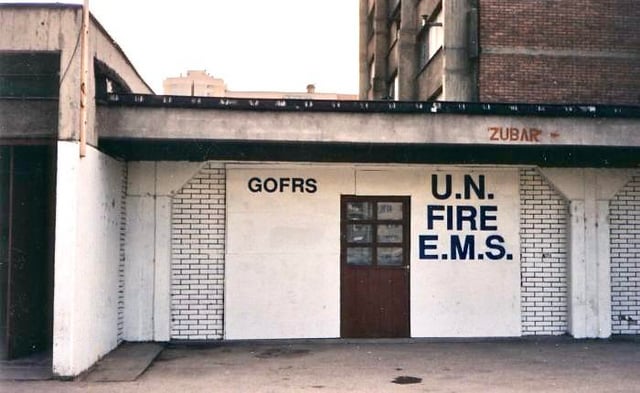 ZUBAR
GOFRS
U.N.
FIRE
E.M.S.